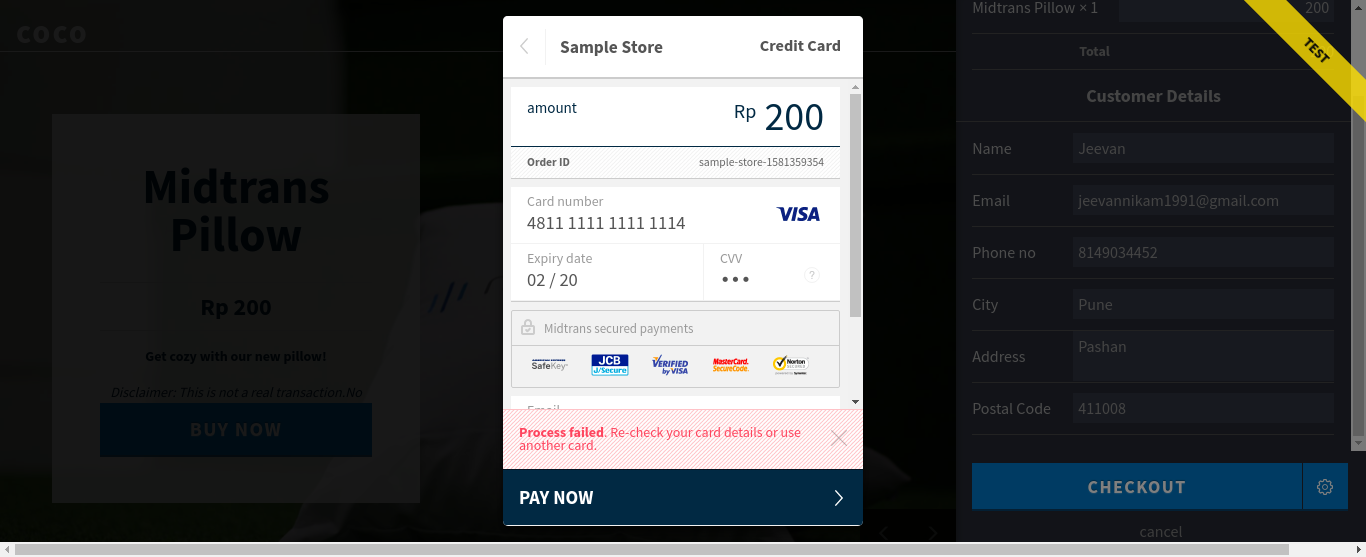 COCO
Midtrans
Pillow
Rp 200
Get cozy with our new pillow!
Disclaimer: This is not a real transaction.No
BUY NOW
Sample Store
Credit Card
amount
Rp 200
Order ID
sample-store-1581359354
Card number
4811 1111 1111 1114
VISA
Expiry date
02 / 20
CVV
?
Midtrans secured payments
SafeKey
JCB
J/Secure
VERIFIED
by VISA
MasterCard.
SecureCode.
Norton
Email
Process failed. Re-check your card details or use
another card.
PAY NOW
Midtrans Pillow × 1
200
Total
TEST
Customer Details
Name
Jeevan
Email
jeevannikam1991@gmail.com
Phone no
8149034452
City
Pune
Address
Pashan
Postal Code
411008
CHECKOUT
cancel